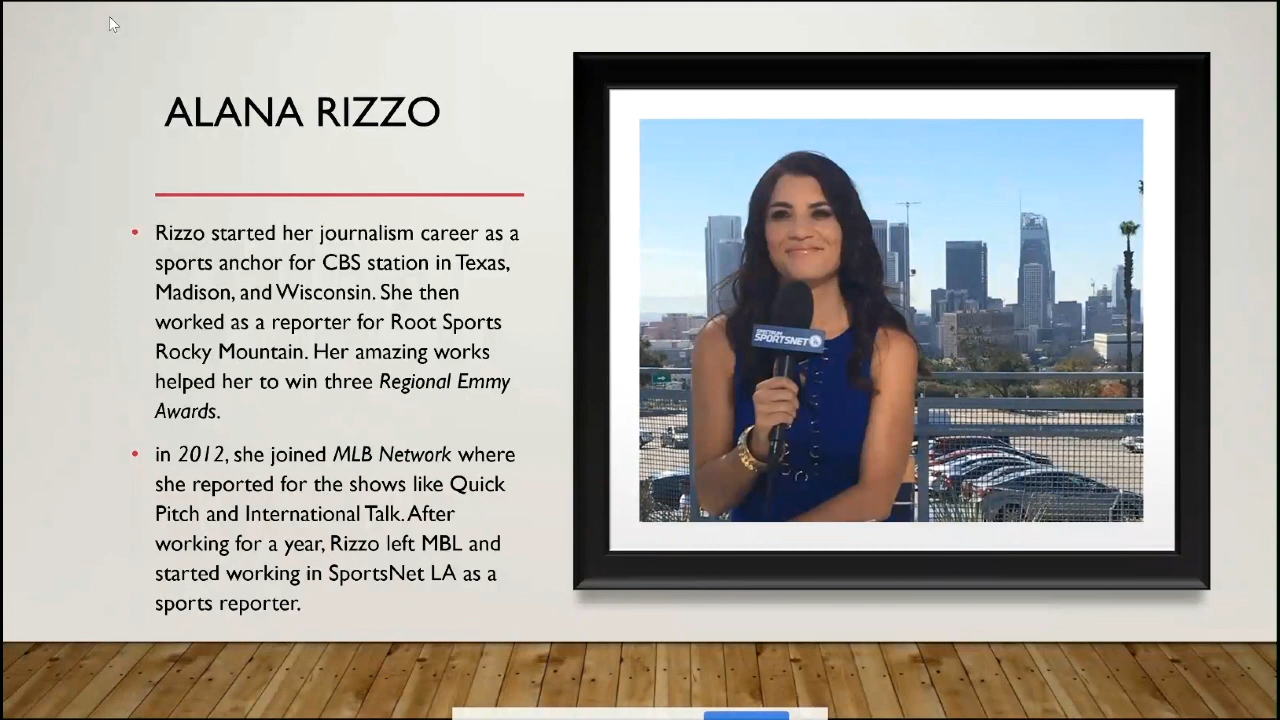 ALANA RIZZO
• Rizzo started her journalism career as a
sports anchor for CBS station in Texas,
Madison, and Wisconsin. She then
worked as a reporter for Root Sports
Rocky Mountain. Her amazing works
helped her to win three Regional Emmy
Awards.
• in 2012, she joined MLB Network where
she reported for the shows like Quick
Pitch and International Talk. After
working for a year, Rizzo left MBL and
started working in SportsNet LA as a
sports reporter.
SPECTRUM
SPORTSNET LA